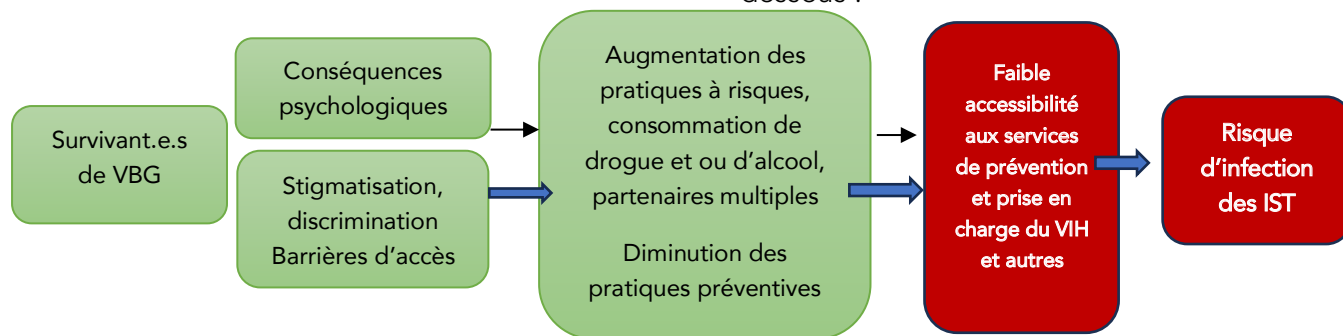 dessous :
Survivant.e.s
de VBG
Conséquences
psychologiques
Stigmatisation,
discrimination
Barrières d'accès
Augmentation des
pratiques à risques,
consommation de
drogue et ou d'alcool,
partenaires multiples
Diminution des
pratiques préventives
Faible
accessibilité
aux services
de prévention
et prise en
charge du VIH
et autres
Risque
d'infection
des IST